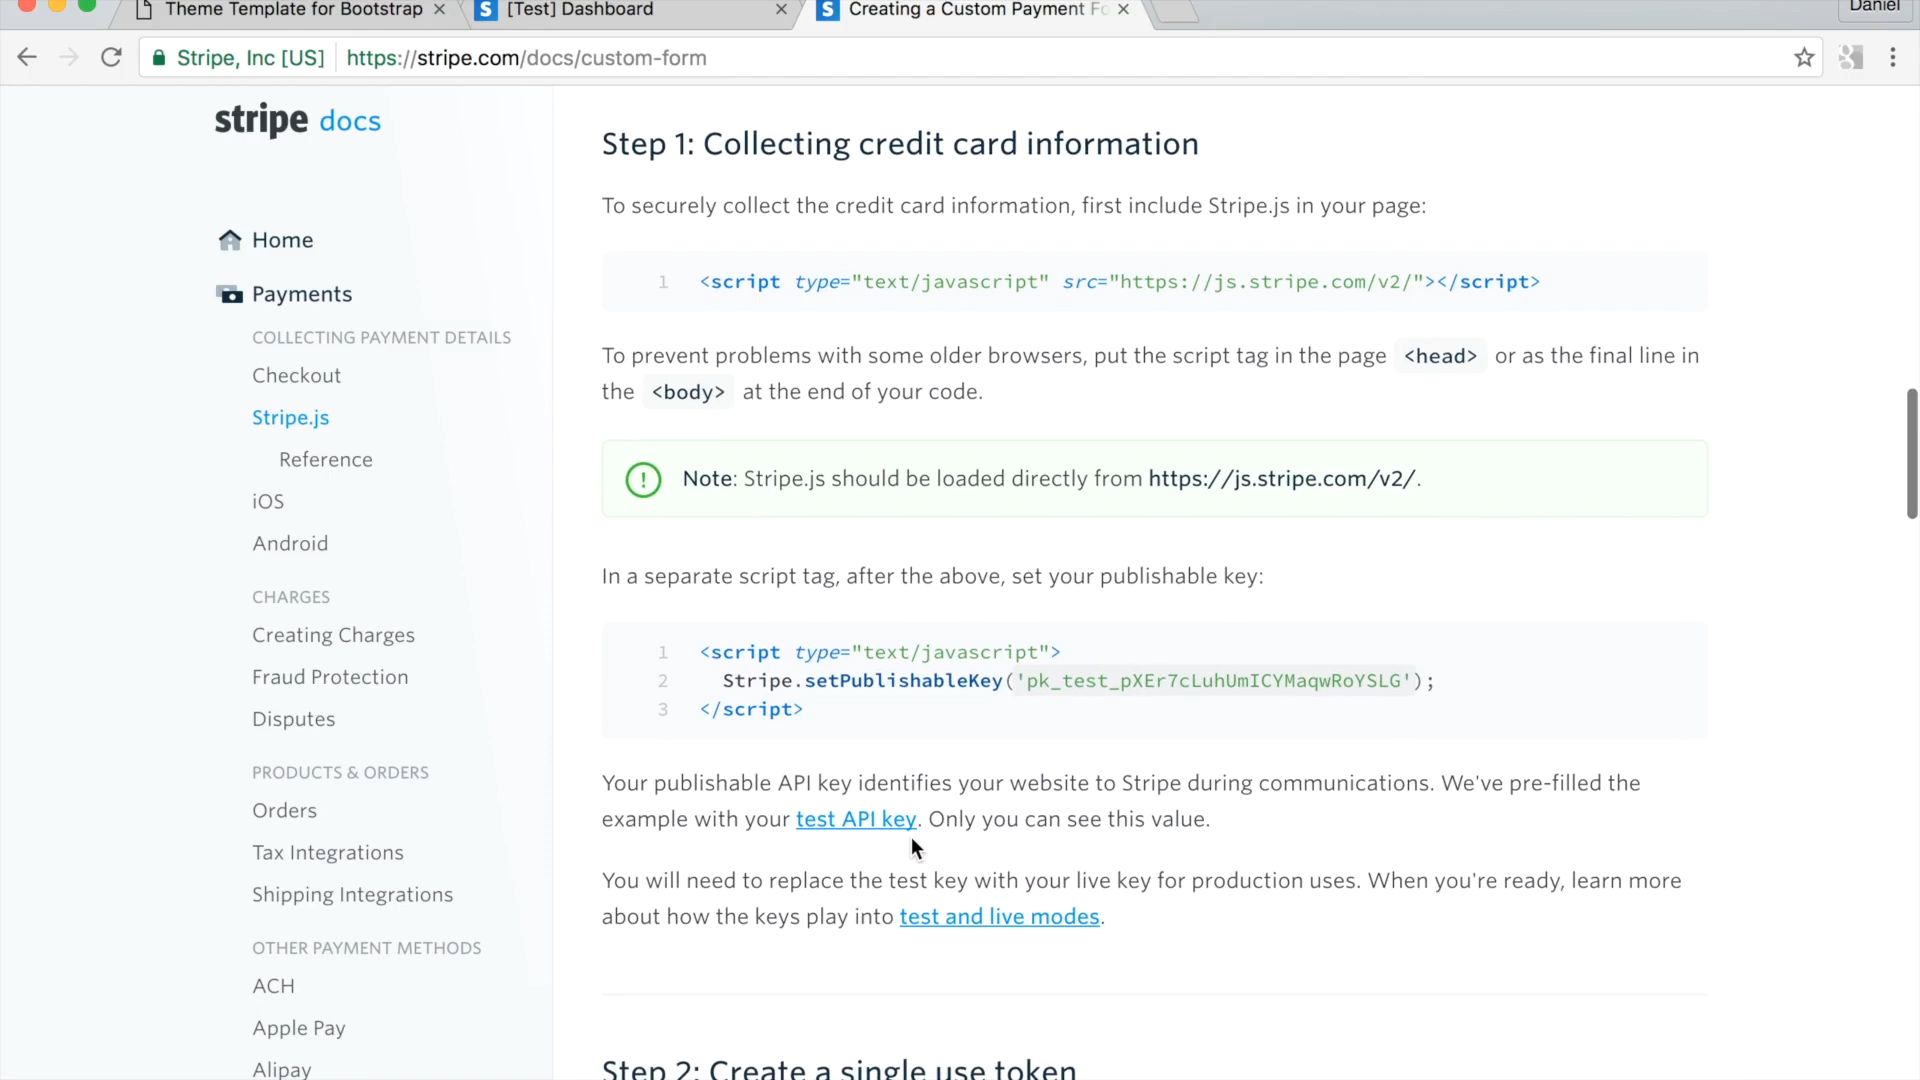 Theme Template for Bootstrap
[Test] Dashboard
Creating a Custom Payment Fo
Daniel
Stripe, Inc [US]
https://stripe.com/docs/custom-form
stripe docs
Home
Payments
COLLECTING PAYMENT DETAILS
Checkout
Stripe.js
Reference
iOS
Android
CHARGES
Creating Charges
Fraud Protection
Disputes
PRODUCTS & ORDERS
Orders
Tax Integrations
Shipping Integrations
OTHER PAYMENT METHODS
ACH
Apple Pay
Alipay
Step 1: Collecting credit card information
To securely collect the credit card information, first include Stripe.js in your page:
1 <script type="text/javascript" src="https://js.stripe.com/v2/"></script>
To prevent problems with some older browsers, put the script tag in the page <head> or as the final line in
the <body> at the end of your code.
Note: Stripe.js should be loaded directly from https://js.stripe.com/v2/.
In a separate script tag, after the above, set your publishable key:
1 <script type="text/javascript">
2 Stripe.setPublishableKey('pk_test_pXEr7cLuhUmICYMaqwRoYSLG');
3 </script>
Your publishable API key identifies your website to Stripe during communications. We've pre-filled the
example with your test API key. Only you can see this value.
You will need to replace the test key with your live key for production uses. When you're ready, learn more
about how the keys play into test and live modes.
Step 2: Create a single use token